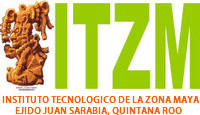 ITZM
INSTITUTO TECNOLOGICO DE LA ZONA MAYA
EJIDO JUAN SARABIA, QUINTANA ROO